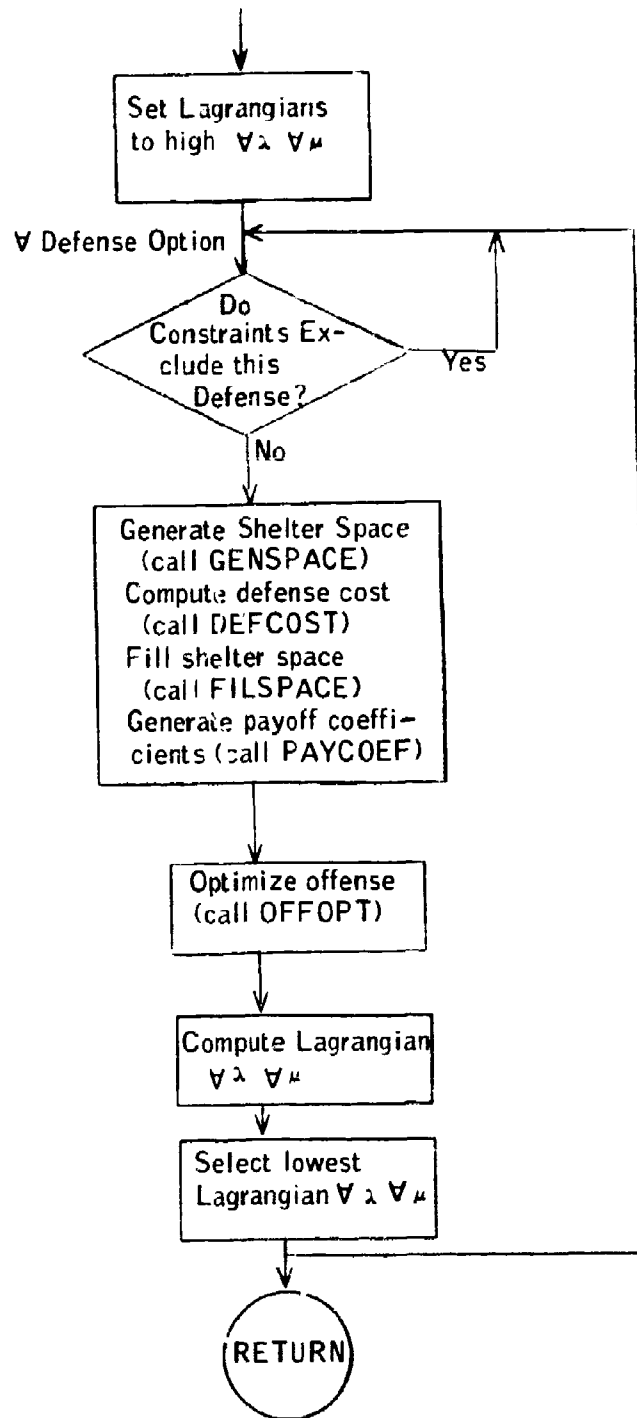 Set Lagrangians
to high ∀ λ ∀ μ
∀ Defense Option
Do
Constraints Ex-
clude this
Defense?
Yes
No
Generate Shelter Space
(call GENSPACE)
Compute defense cost
(call DEFCOST)
Fill shelter space
(call FILSPACE)
Generate payoff coeffi-
cients (call PAYCOEF)
Optimize offense
(call OFFOPT)
Compute Lagrangian
∀ λ ∀ μ
Select lowest
Lagrangian ∀ λ ∀ μ
RETURN